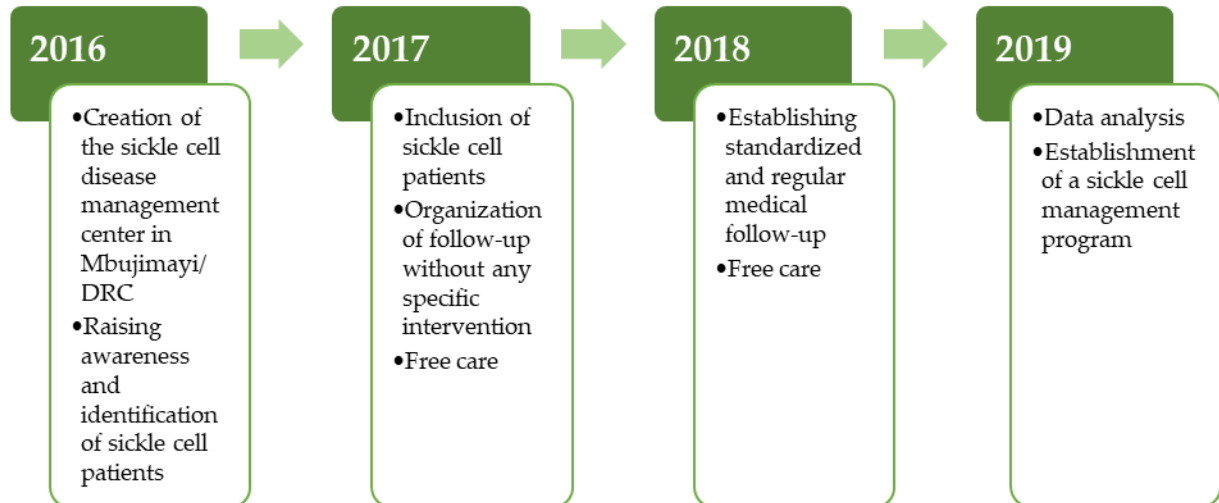 2016
•Creation of
the sickle cell
disease
management
center in
Mbujimayi/
DRC
•Raising
awareness
and
identification
of sickle cell
patients
2017
•Inclusion of
sickle cell
patients
•Organization
of follow-up
without any
specific
intervention
•Free care
2018
•Establishing
standardized
and regular
medical
follow-up
•Free care
2019
•Data analysis
•Establishment
of a sickle cell
management
program